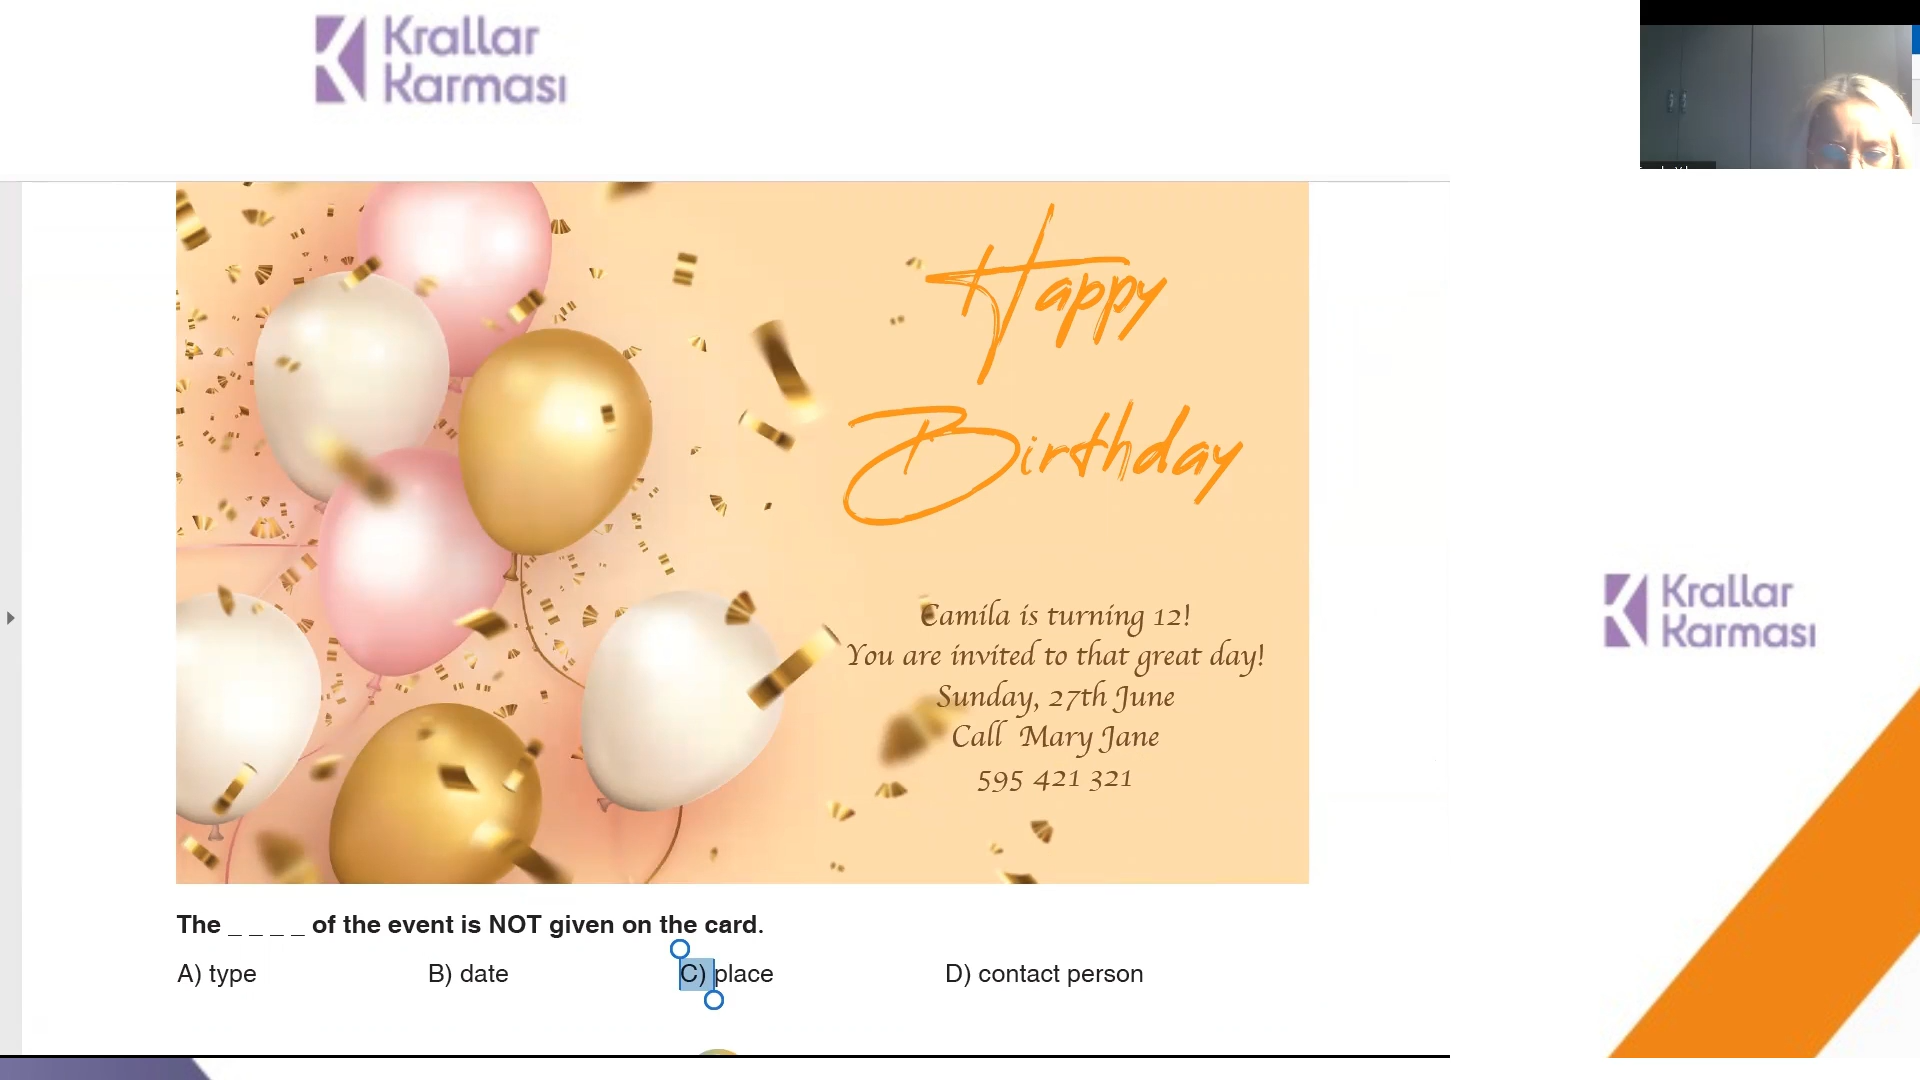 Krallar
Karması
Happy
Birthday
Camila is turning 12!
You are invited to that great day!
Sunday, 27th June
Call Mary Jane
595 421 321
The _ _ _ _ of the event is NOT given on the card.
A) type B) date C) place D) contact person
Krallar
Karması